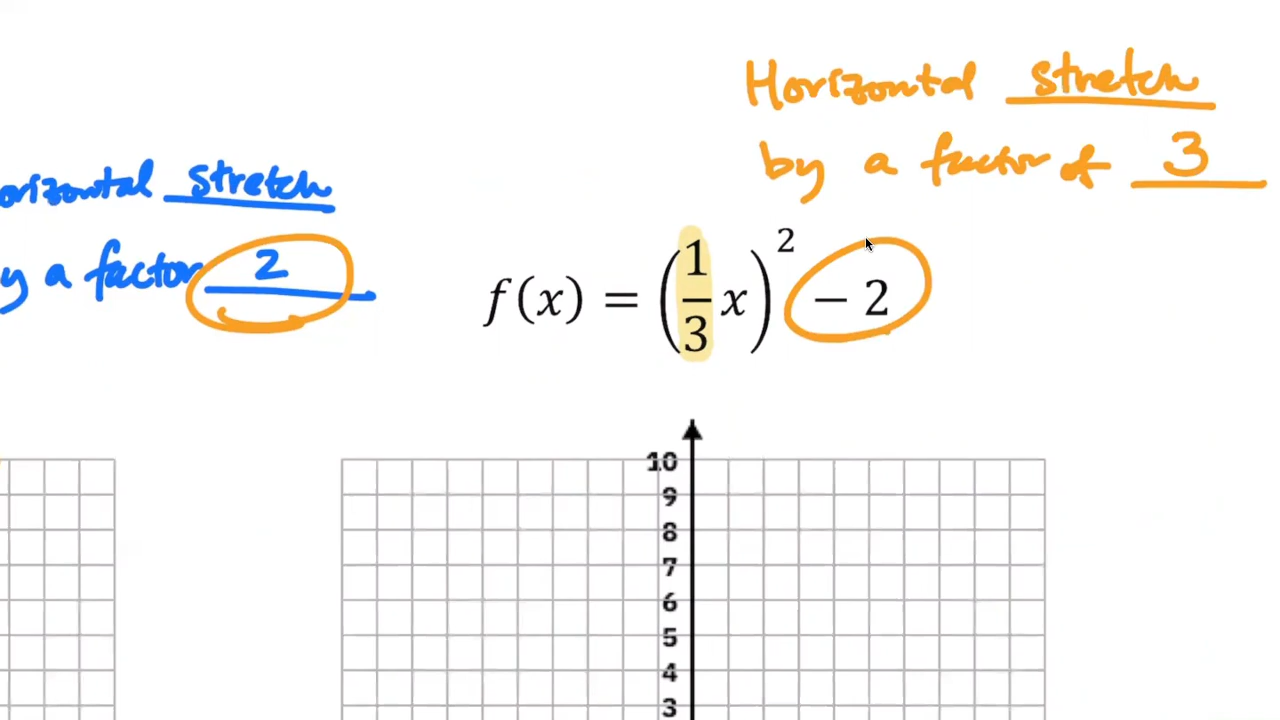 Horizontal stretch
by a factor of 3
orizontal stretch
y a factor 2
f(x) = (1/3 x)² − 2
10
9
8
7
6
5
4
3